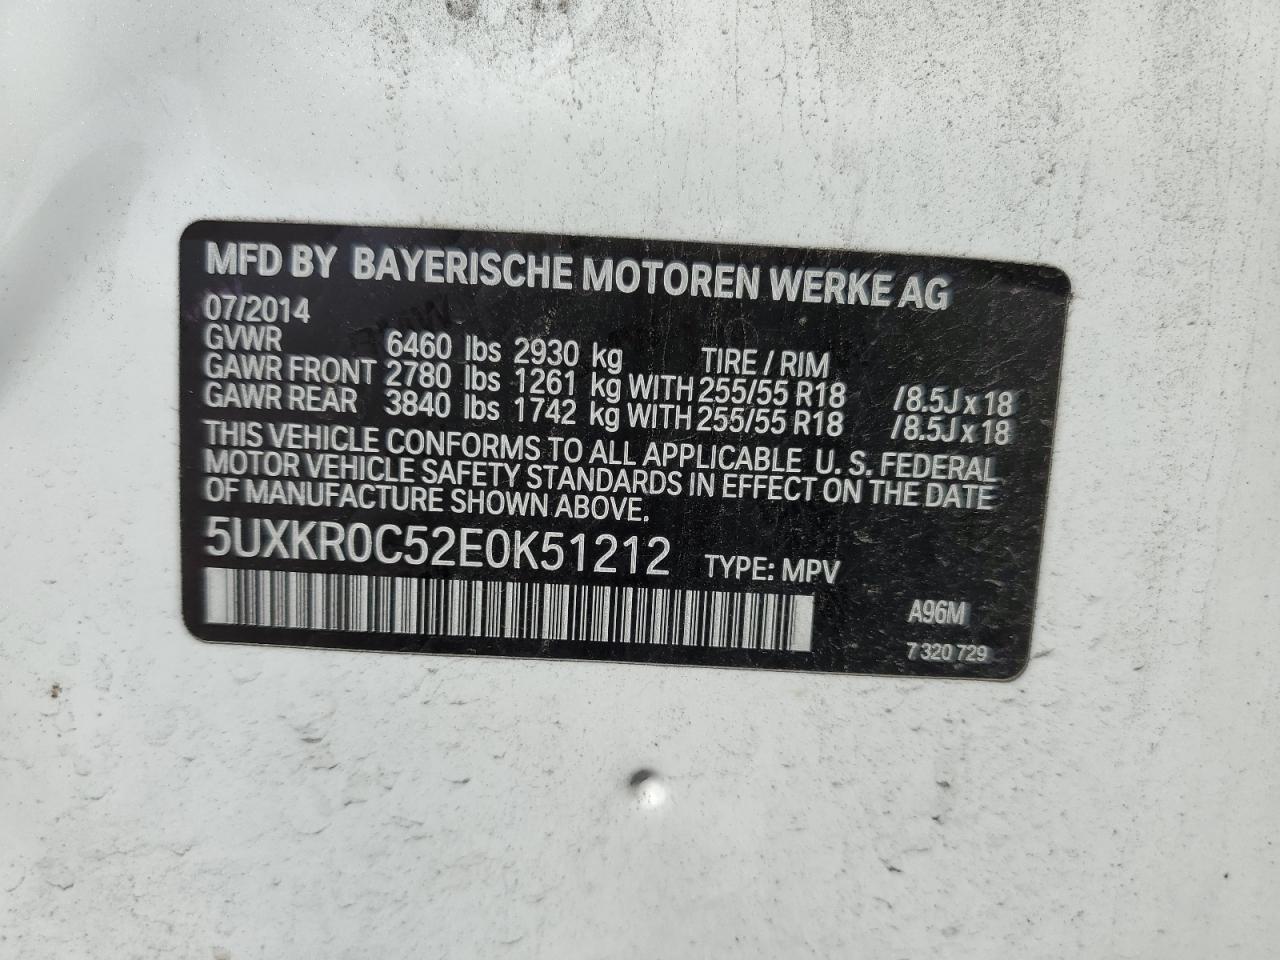 MFD BY BAYERISCHE MOTOREN WERKE AG
07/2014
GVWR 6460 lbs 2930 kg TIRE / RIM
GAWR FRONT 2780 lbs 1261 kg WITH 255/55 R18 /8.5J x 18
GAWR REAR 3840 lbs 1742 kg WITH 255/55 R18 /8.5J x 18
THIS VEHICLE CONFORMS TO ALL APPLICABLE U. S. FEDERAL
MOTOR VEHICLE SAFETY STANDARDS IN EFFECT ON THE DATE
OF MANUFACTURE SHOWN ABOVE.
5UXKR0C52E0K51212 TYPE: MPV
A96M
7 320 729